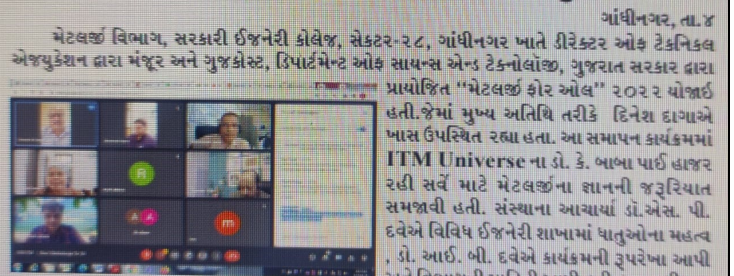 ગાંધીનગર, તા.૪
મેટલર્જી વિભાગ, સરકારી ઈજનેરી કોલેજ, સેકટર-૨૮, ગાંધીનગર ખાતે ડીરેક્ટર ઓફ ટેકનિકલ
એજયુકેશન દ્વારા મંજૂર અને ગુજકોસ્ટ, ડિપાર્ટમેન્ટ ઓફ સાયન્સ એન્ડ ટેક્નોલૉજી, ગુજરાત સરકાર દ્વારા
પ્રાયોજિત "મેટલર્જી ફોર ઓલ" ૨૦૨૨ યોજાઈ
હતી.જેમાં મુખ્ય અતિથિ તરીકે દિનેશ દાગાએ
ખાસ ઉપસ્થિત રહ્યા હતા. આ સમાપન કાર્યક્રમમાં
ITM Universe ના ડો. કે. બાબા પાઈ હાજર
રહી સર્વે માટે મેટલર્જીના જ્ઞાનની જરૂરિયાત
સમજાવી હતી. સંસ્થાના આચાર્યા ડૉ.એસ. પી.
દવેએ વિવિધ ઈજનેરી શાખામાં ધાતુઓના મહત્વ
, ડો. આઈ. બી. દવેએ કાર્યક્રમની રૂપરેખા આપી
R
A A
m